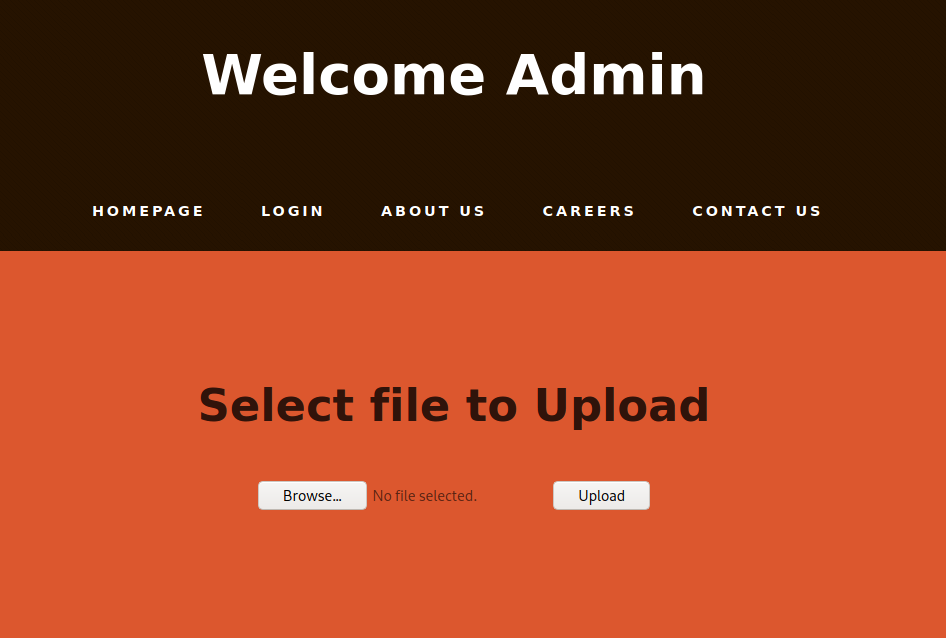 Welcome Admin
HOMEPAGE LOGIN ABOUT US CAREERS CONTACT US
Select file to Upload
Browse... No file selected. Upload